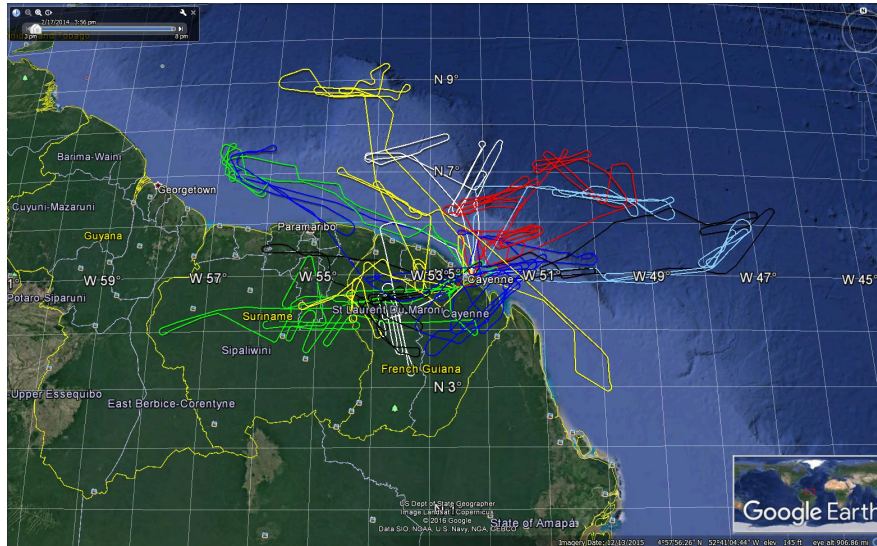 2/17/2014 3:56 pm
3 pm 8 pm
Tobago
N 9°
Barima-Waini
N 7°
Georgetown
Cuyuni-Mazaruni
Paramaribo
Guyana
1° W 59° W 57° W 55° W 53.5° W 51° W 49° W 47° W 45°
Cayenne
Potaro-Siparuni
Suriname St Laurent Du Maroni Cayenne
Sipaliwini
French Guiana
N 3°
Upper Essequibo
East Berbice-Corentyne
US Dept of State Geographer
Image Landsat / Copernicus
© 2016 Google
Data SIO, NOAA, U.S. Navy, NGA, GEBCO
State of Amapá
Google Earth
Imagery Date: 12/13/2015 4°57'56.26" N 52°41'04.44" W elev 145 ft eye alt 906.86 mi